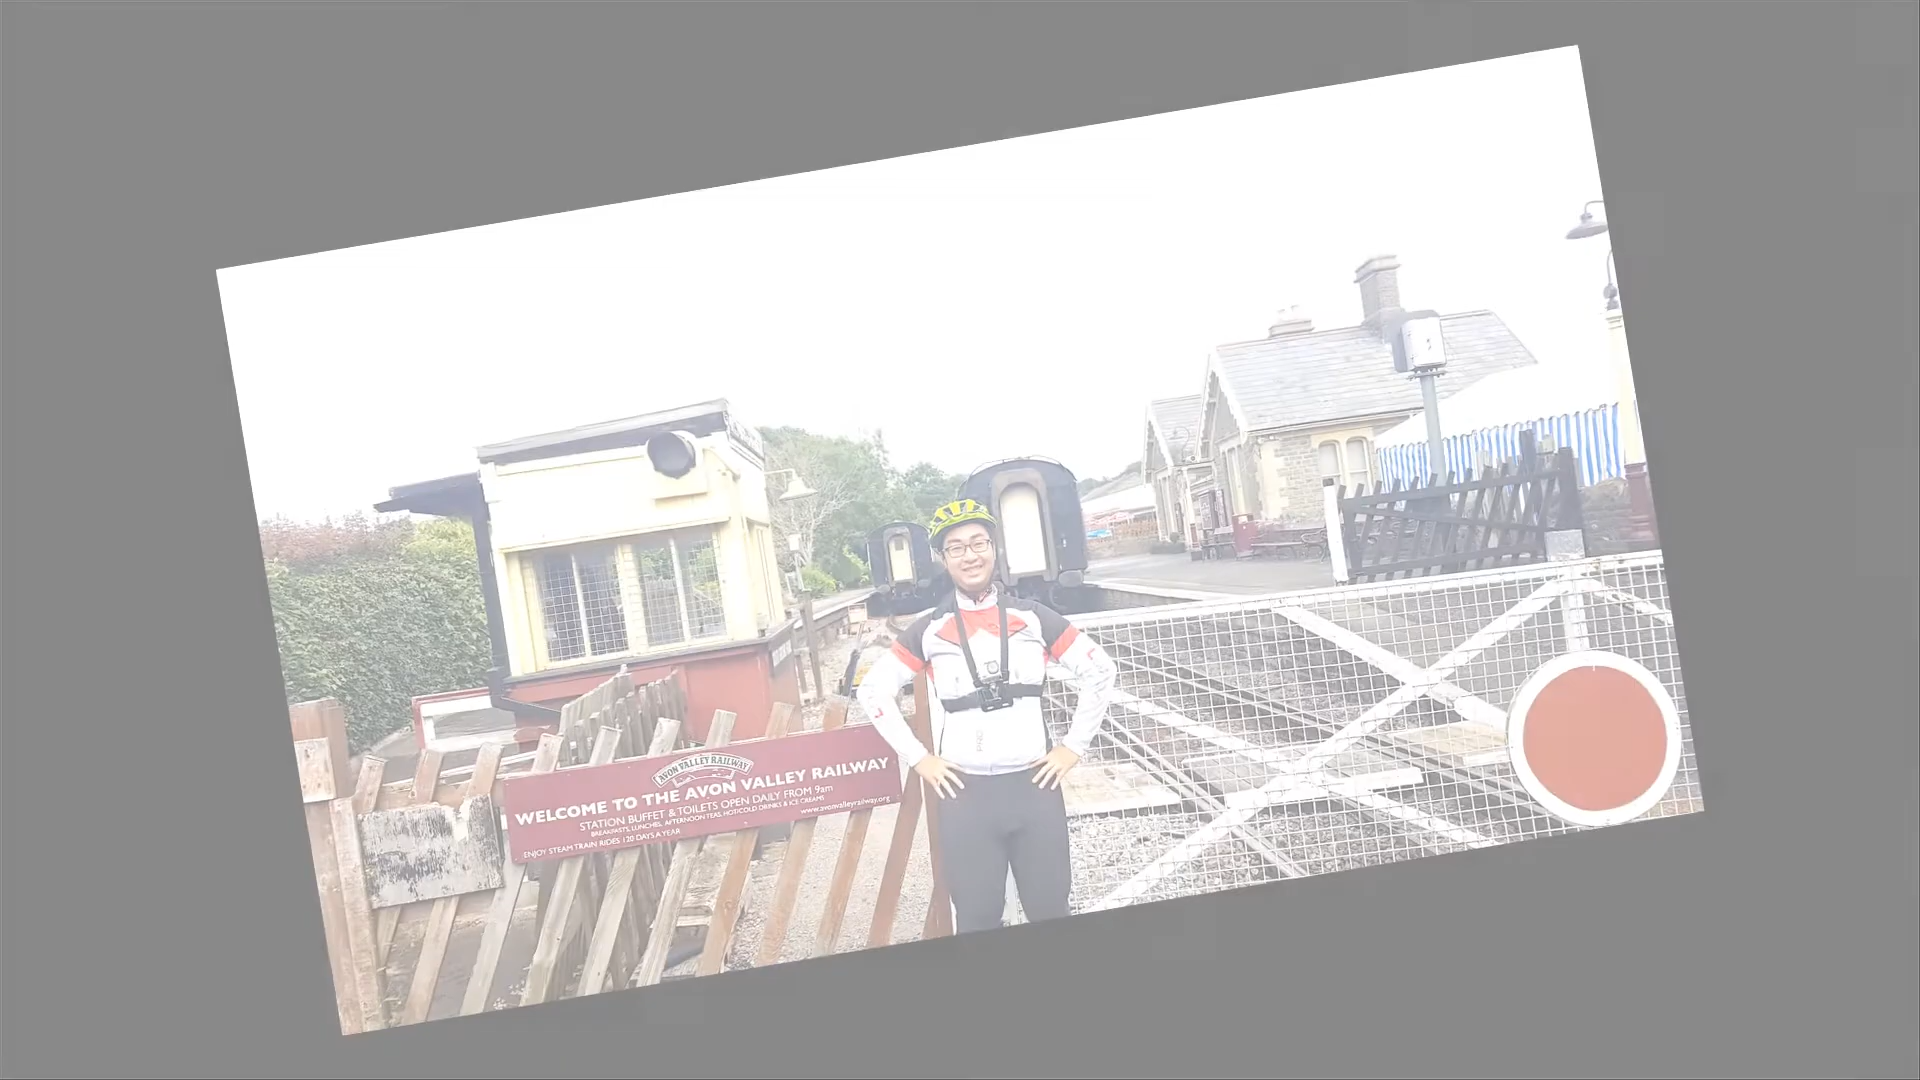 AVON VALLEY RAILWAY
WELCOME TO THE AVON VALLEY RAILWAY
STATION BUFFET & TOILETS OPEN DAILY FROM 9am
BREAKFASTS, LUNCHES, AFTERNOON TEAS, HOT/COLD DRINKS & ICE CREAMS
ENJOY STEAM TRAIN RIDES 120 DAYS A YEAR
www.avonvalleyrailway.org